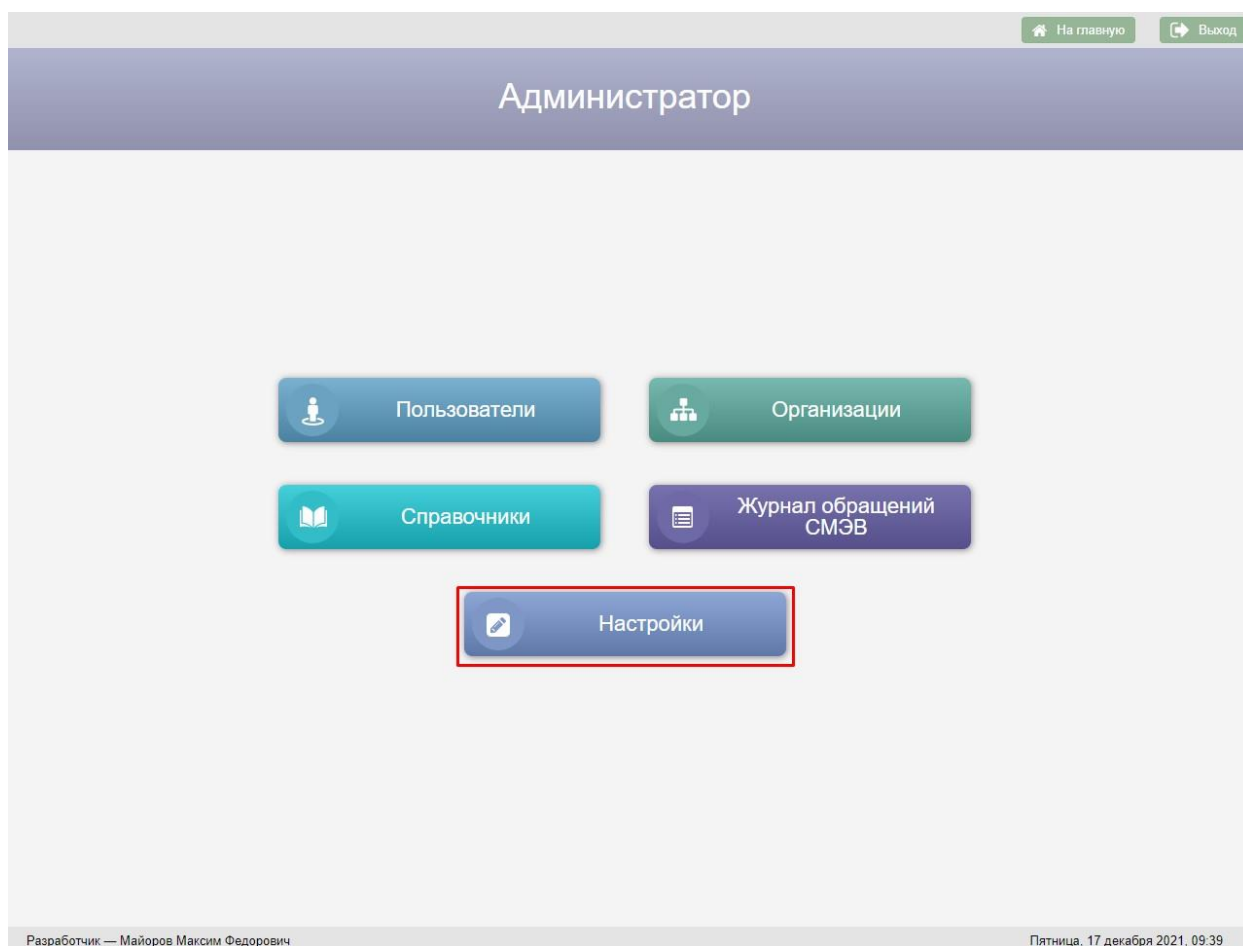 На главную
Выход
Администратор
Пользователи
Организации
Справочники
Журнал обращений
СМЭВ
Настройки
Разработчик — Майоров Максим Федорович
Пятница, 17 декабря 2021, 09:39